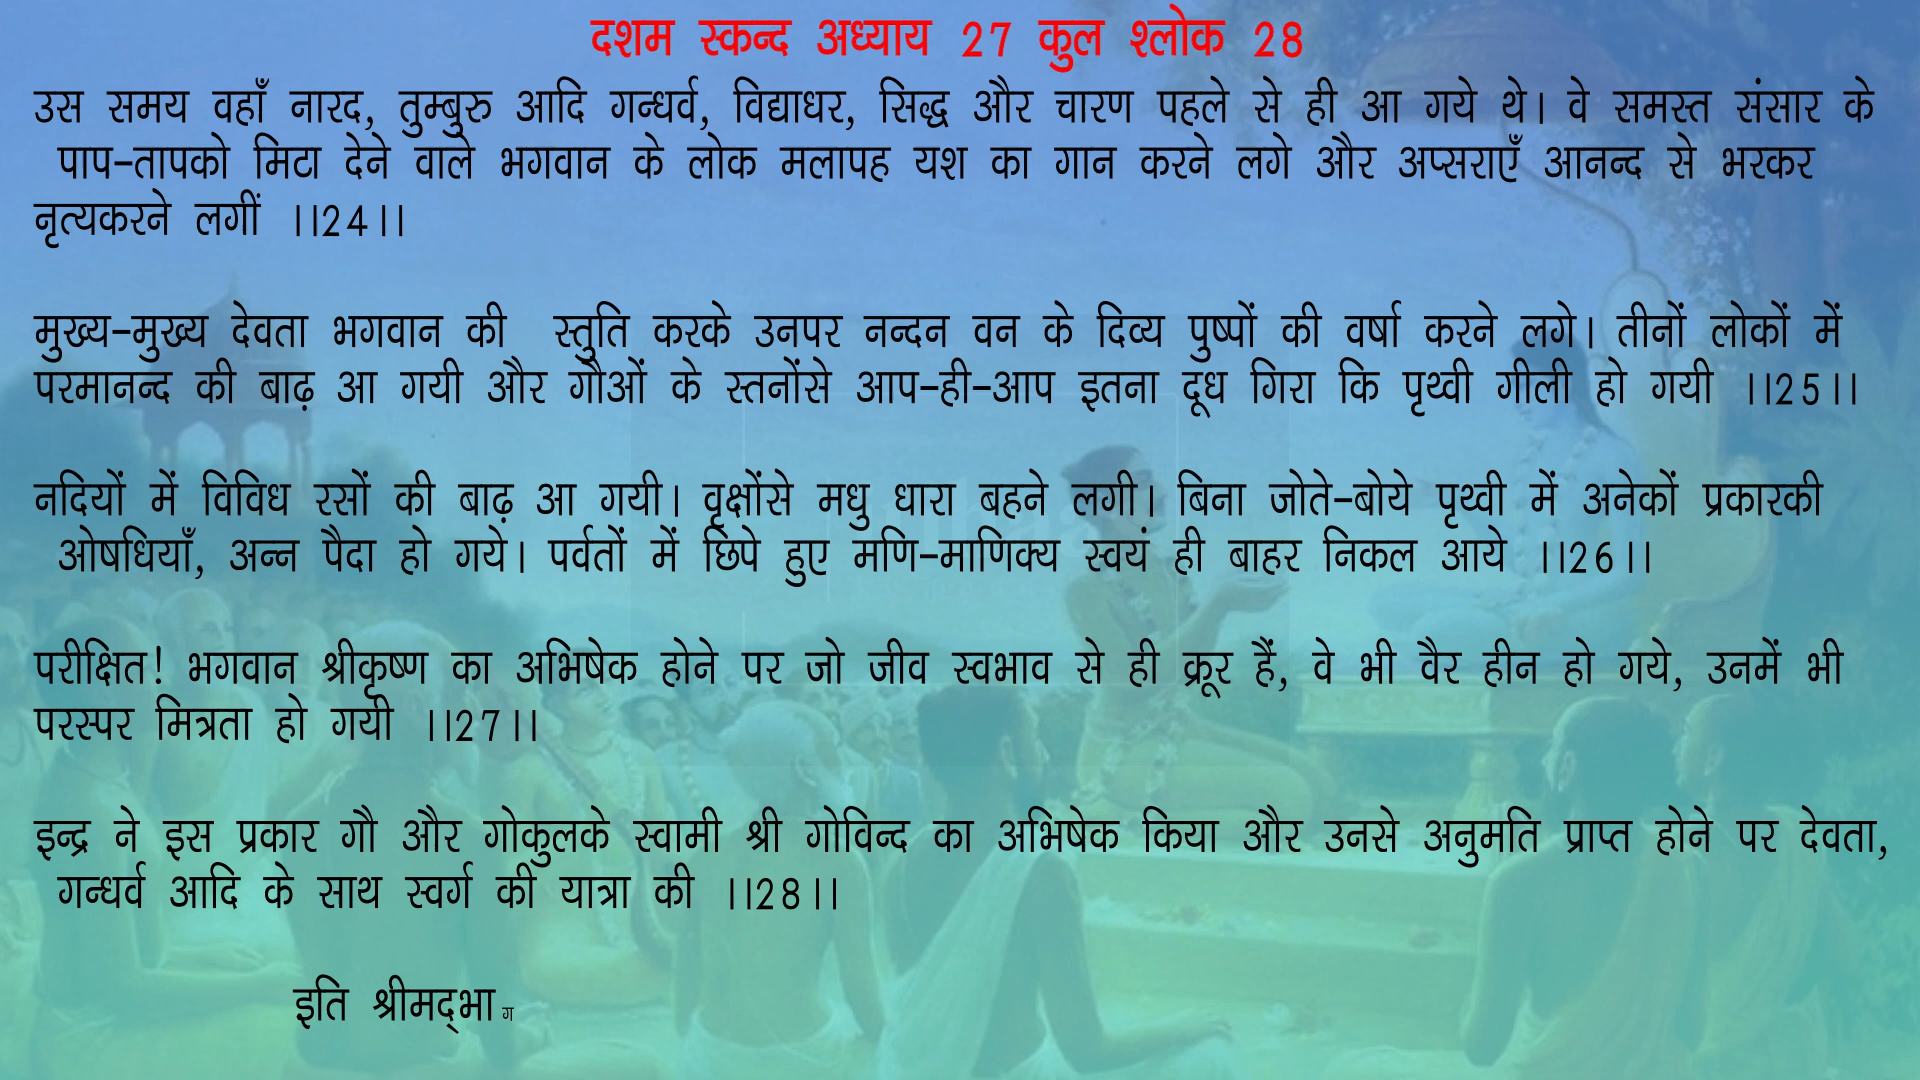 दशम स्कन्द अध्याय 27 कुल श्लोक 28
उस समय वहाँ नारद, तुम्बुरु आदि गन्धर्व, विद्याधर, सिद्ध और चारण पहले से ही आ गये थे। वे समस्त संसार के
पाप-तापको मिटा देने वाले भगवान के लोक मलापह यश का गान करने लगे और अप्सराएँ आनन्द से भरकर
नृत्यकरने लगीं ।।24।।
मुख्य-मुख्य देवता भगवान की स्तुति करके उनपर नन्दन वन के दिव्य पुष्पों की वर्षा करने लगे। तीनों लोकों में
परमानन्द की बाढ़ आ गयी और गौओं के स्तनोंसे आप-ही-आप इतना दूध गिरा कि पृथ्वी गीली हो गयी ।।25।।
नदियों में विविध रसों की बाढ़ आ गयी। वृक्षोंसे मधु धारा बहने लगी। बिना जोते-बोये पृथ्वी में अनेकों प्रकारकी
ओषधियाँ, अन्न पैदा हो गये। पर्वतों में छिपे हुए मणि-माणिक्य स्वयं ही बाहर निकल आये ।।26।।
परीक्षित! भगवान श्रीकृष्ण का अभिषेक होने पर जो जीव स्वभाव से ही क्रूर हैं, वे भी वैर हीन हो गये, उनमें भी
परस्पर मित्रता हो गयी ।।27।।
इन्द्र ने इस प्रकार गौ और गोकुलके स्वामी श्री गोविन्द का अभिषेक किया और उनसे अनुमति प्राप्त होने पर देवता,
गन्धर्व आदि के साथ स्वर्ग की यात्रा की ।।28।।
इति श्रीमद्भाग